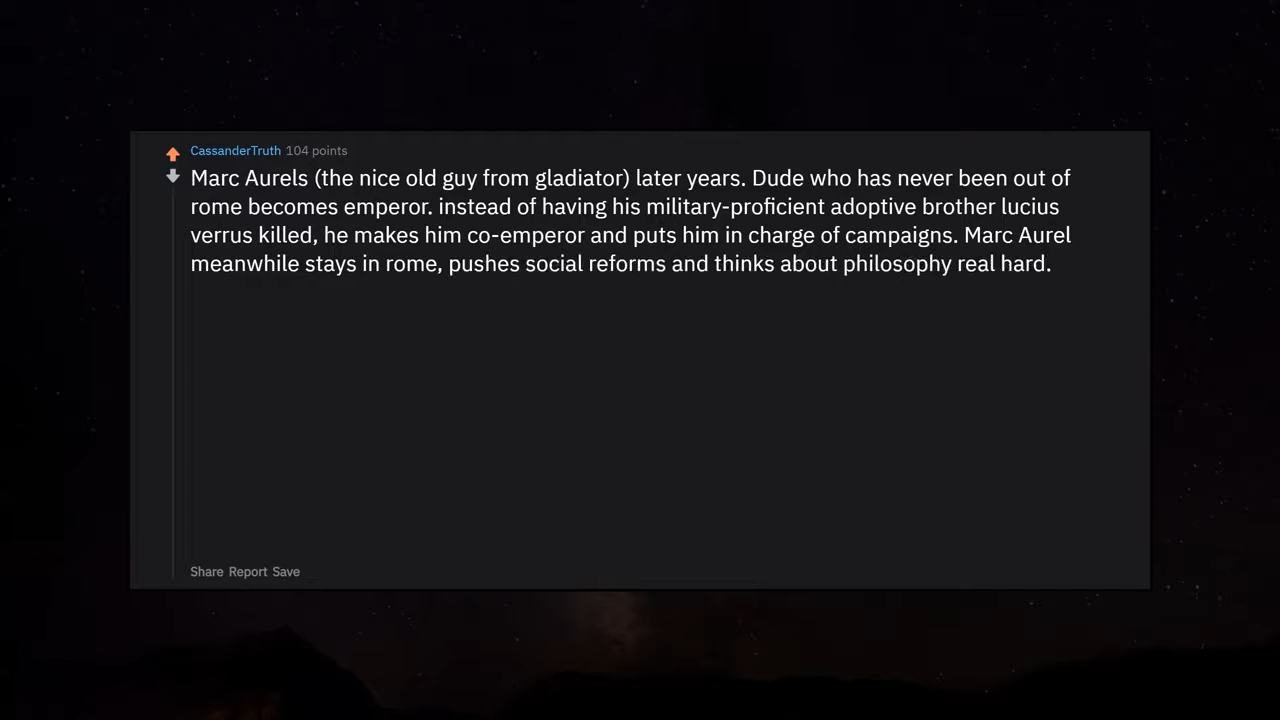 CassanderTruth 104 points
Marc Aurels (the nice old guy from gladiator) later years. Dude who has never been out of
rome becomes emperor. instead of having his military-proficient adoptive brother lucius
verrus killed, he makes him co-emperor and puts him in charge of campaigns. Marc Aurel
meanwhile stays in rome, pushes social reforms and thinks about philosophy real hard.
Share Report Save